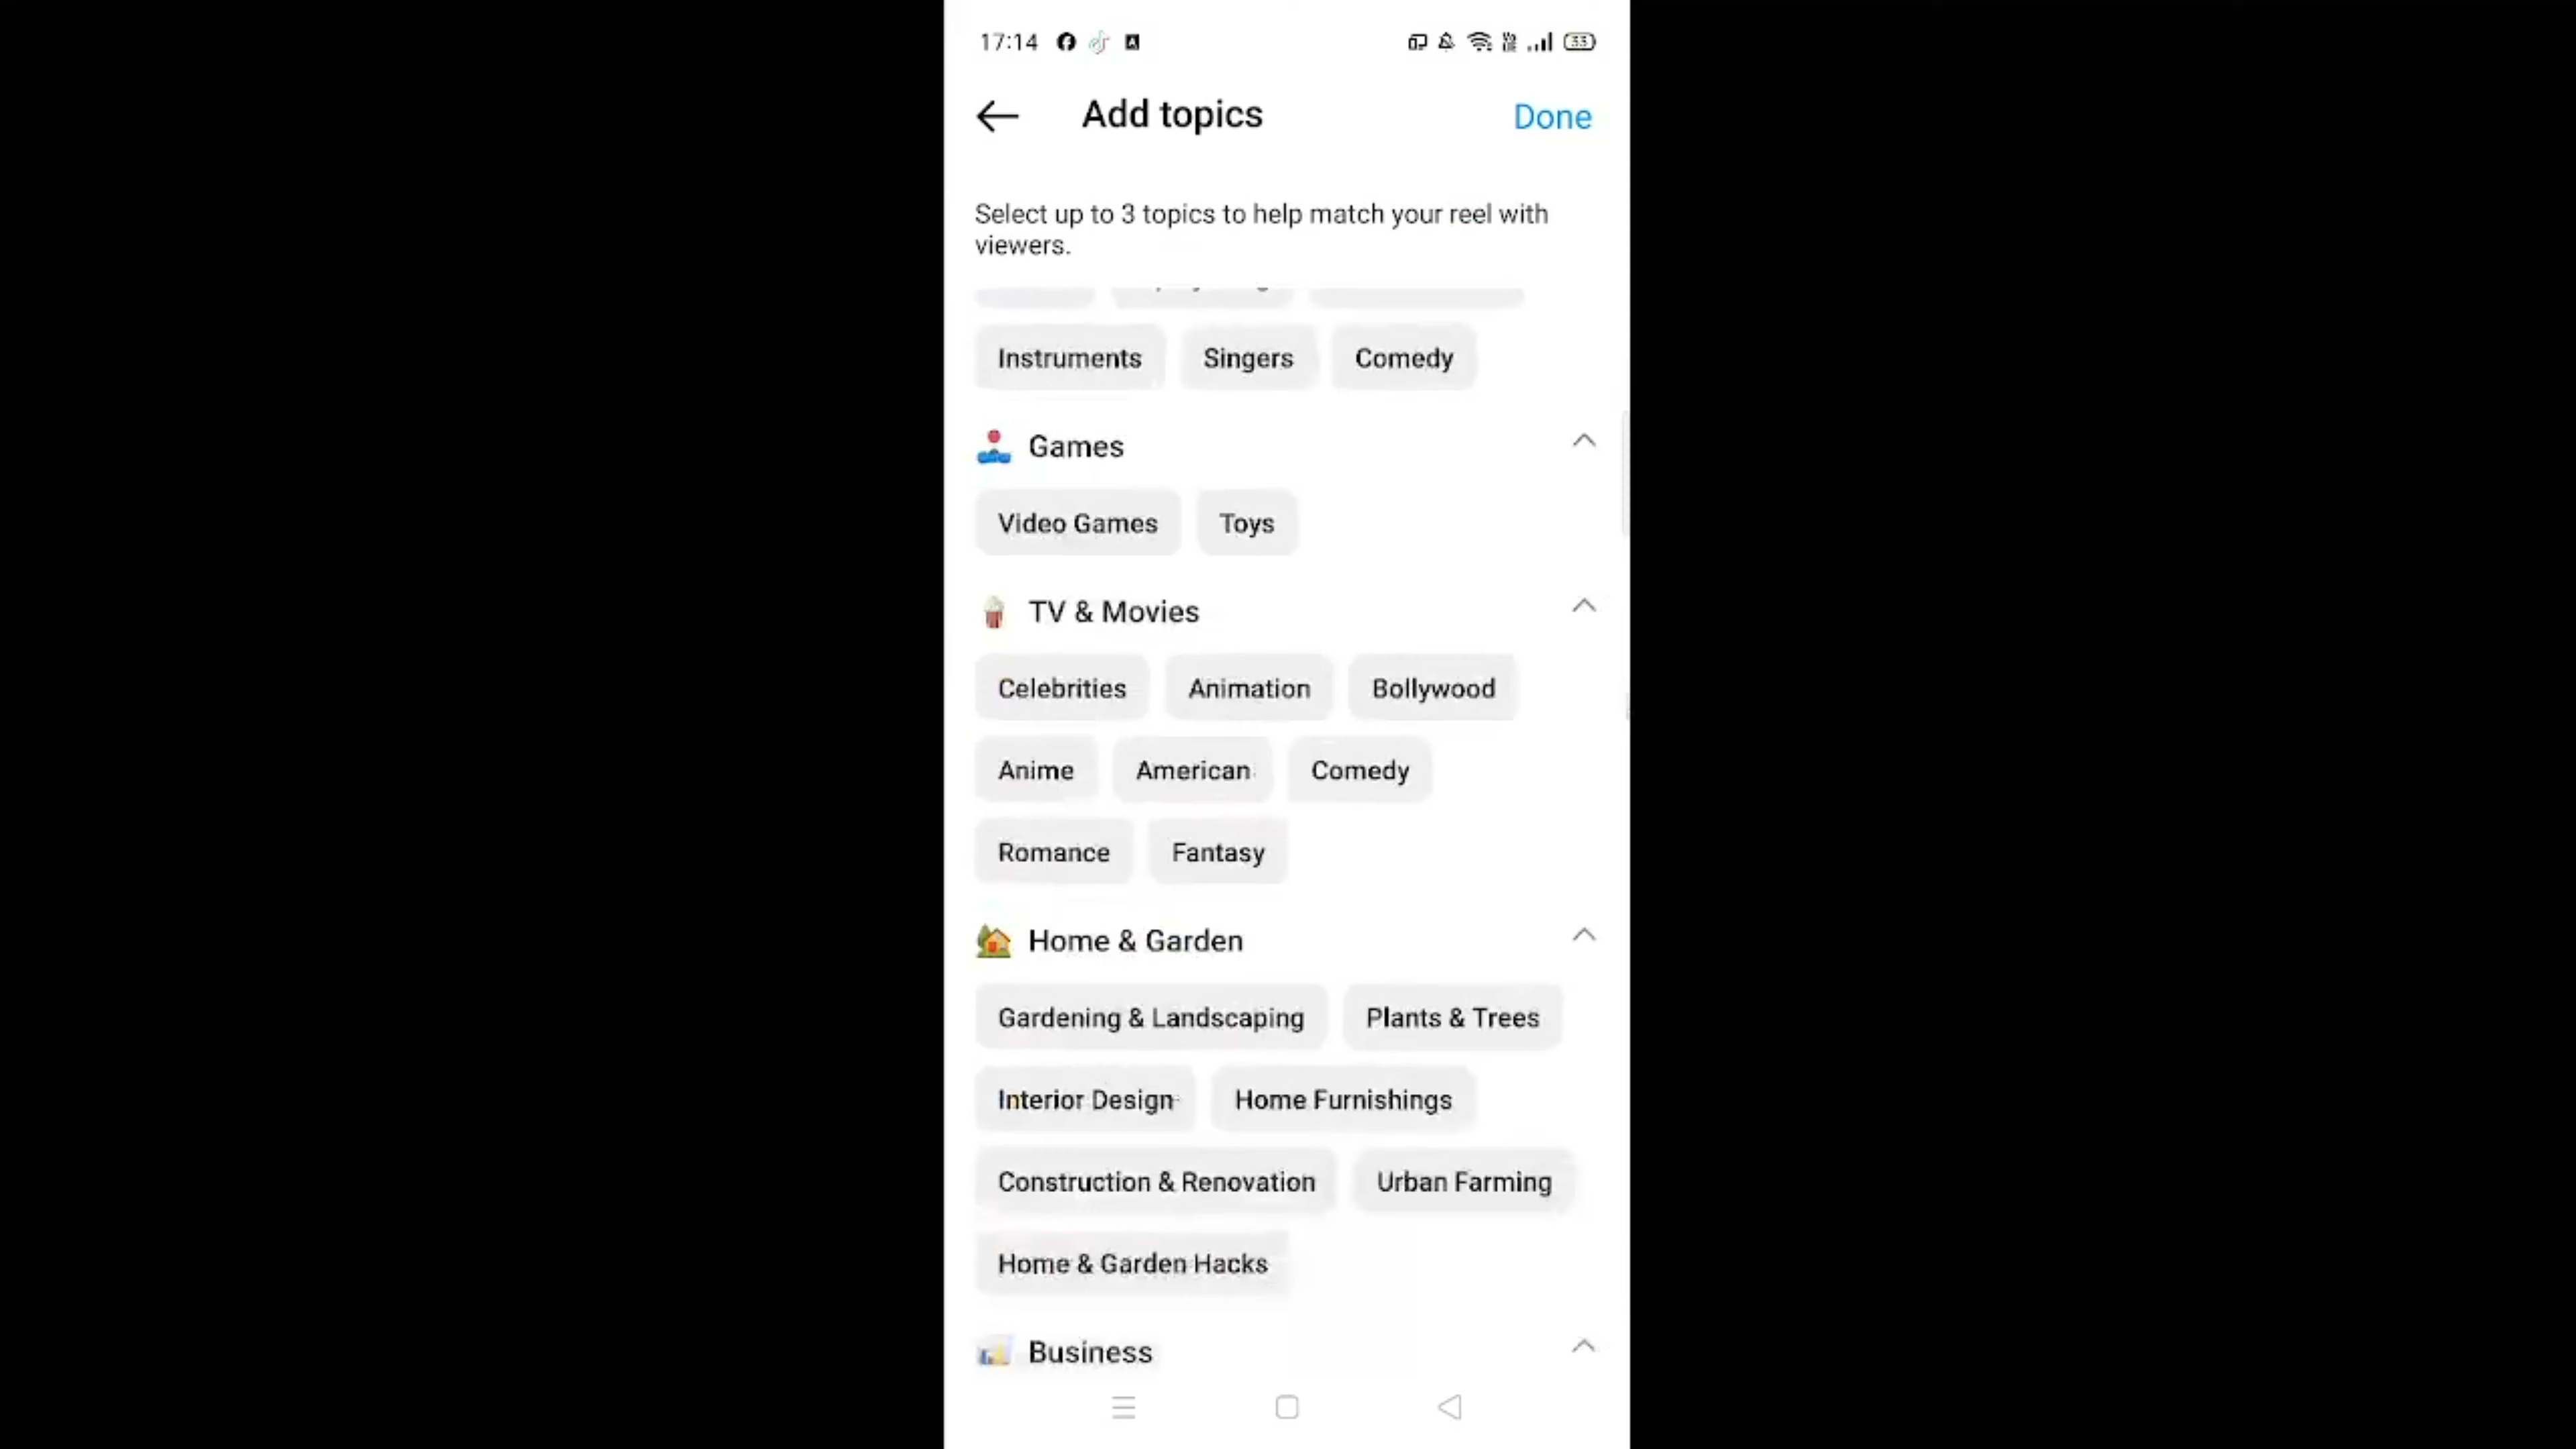 17:14 33
Add topics Done
Select up to 3 topics to help match your reel with
viewers.
Instruments Singers Comedy
Games
Video Games Toys
TV & Movies
Celebrities Animation Bollywood
Anime American Comedy
Romance Fantasy
Home & Garden
Gardening & Landscaping Plants & Trees
Interior Design Home Furnishings
Construction & Renovation Urban Farming
Home & Garden Hacks
Business